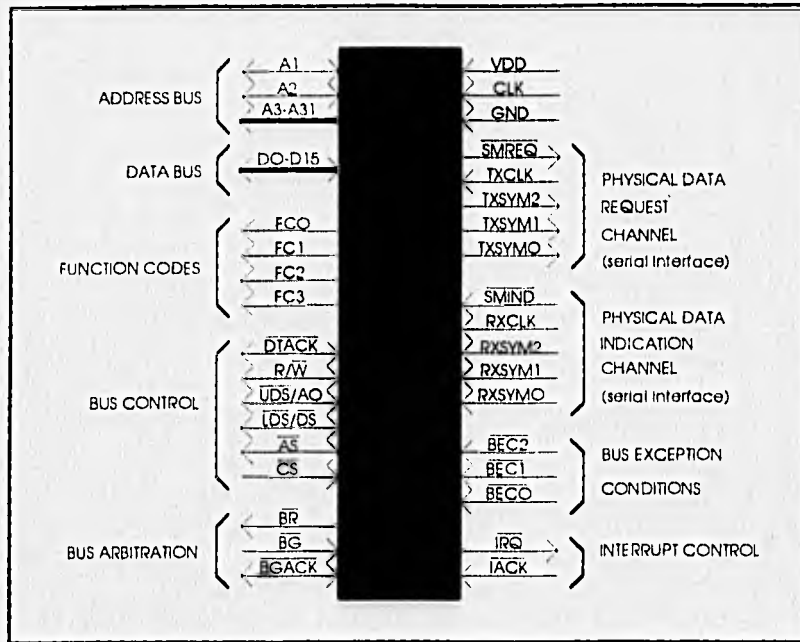 ADDRESS BUS
A1
A2
A3-A31
DATA BUS
DO-D15
FUNCTION CODES
FCO
FC1
FC2
FC3
BUS CONTROL
DTACK
R/W
UDS/AO
LDS/DS
AS
CS
BUS ARBITRATION
BR
BG
BGACK
VDD
CLK
GND
SMREQ
TXCLK
TXSYM2
TXSYM1
TXSYMO
PHYSICAL DATA
REQUEST
CHANNEL
(serial interface)
SMIND
RXCLK
RXSYM2
RXSYM1
RXSYMO
PHYSICAL DATA
INDICATION
CHANNEL
(serial interface)
BEC2
BEC1
BECO
BUS EXCEPTION
CONDITIONS
IRQ
IACK
INTERRUPT CONTROL